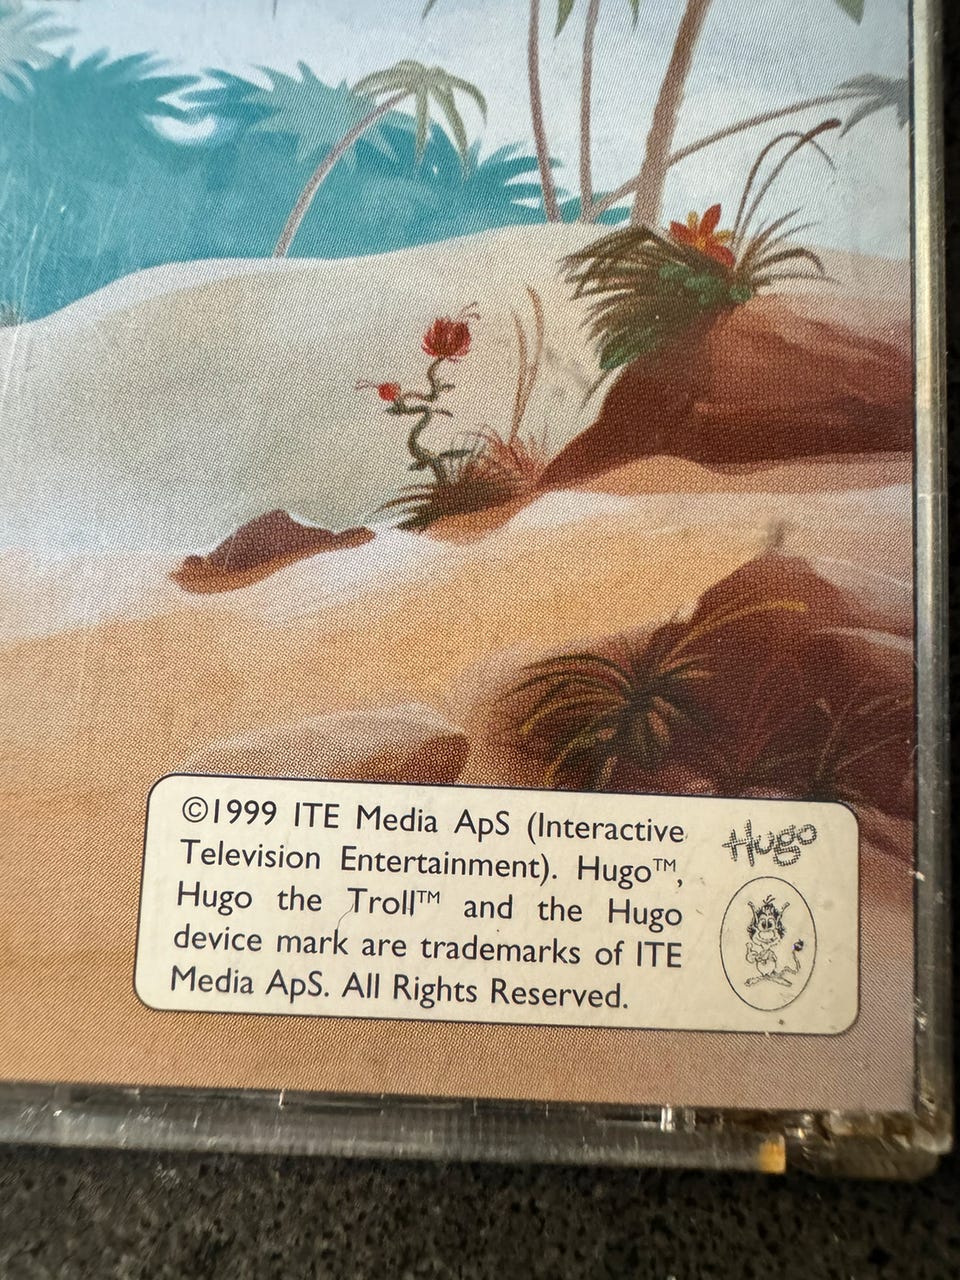 ©1999 ITE Media ApS (Interactive
Television Entertainment). Hugo™,
Hugo the Troll™ and the Hugo
device mark are trademarks of ITE
Media ApS. All Rights Reserved.
Hugo